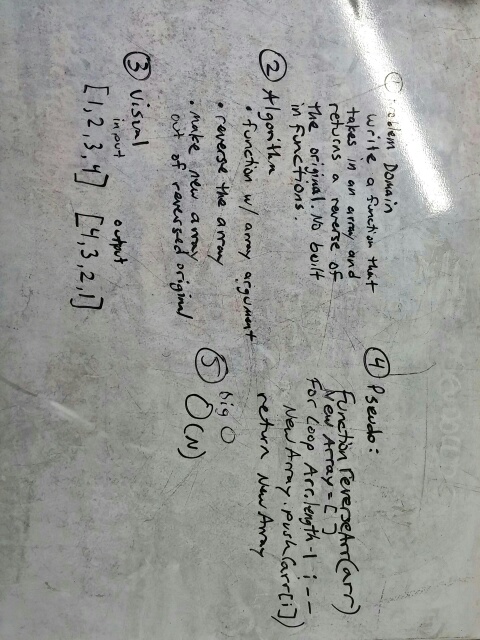 ① Problem Domain
write a function that
takes in an array and
returns a reverse of
the original. No built
in functions.
② Algorithm
• function w/ array argument
• reverse the array
• make new array
out of reversed original
③ Visual
input output
[1,2,3,4] [4,3,2,1]
④ Pseudo:
Function reverseArr(arr)
New Array = [ ]
For Loop Arr.length -1 i --
New Array.push(arr[i])
return New Array
⑤ big O
O(N)